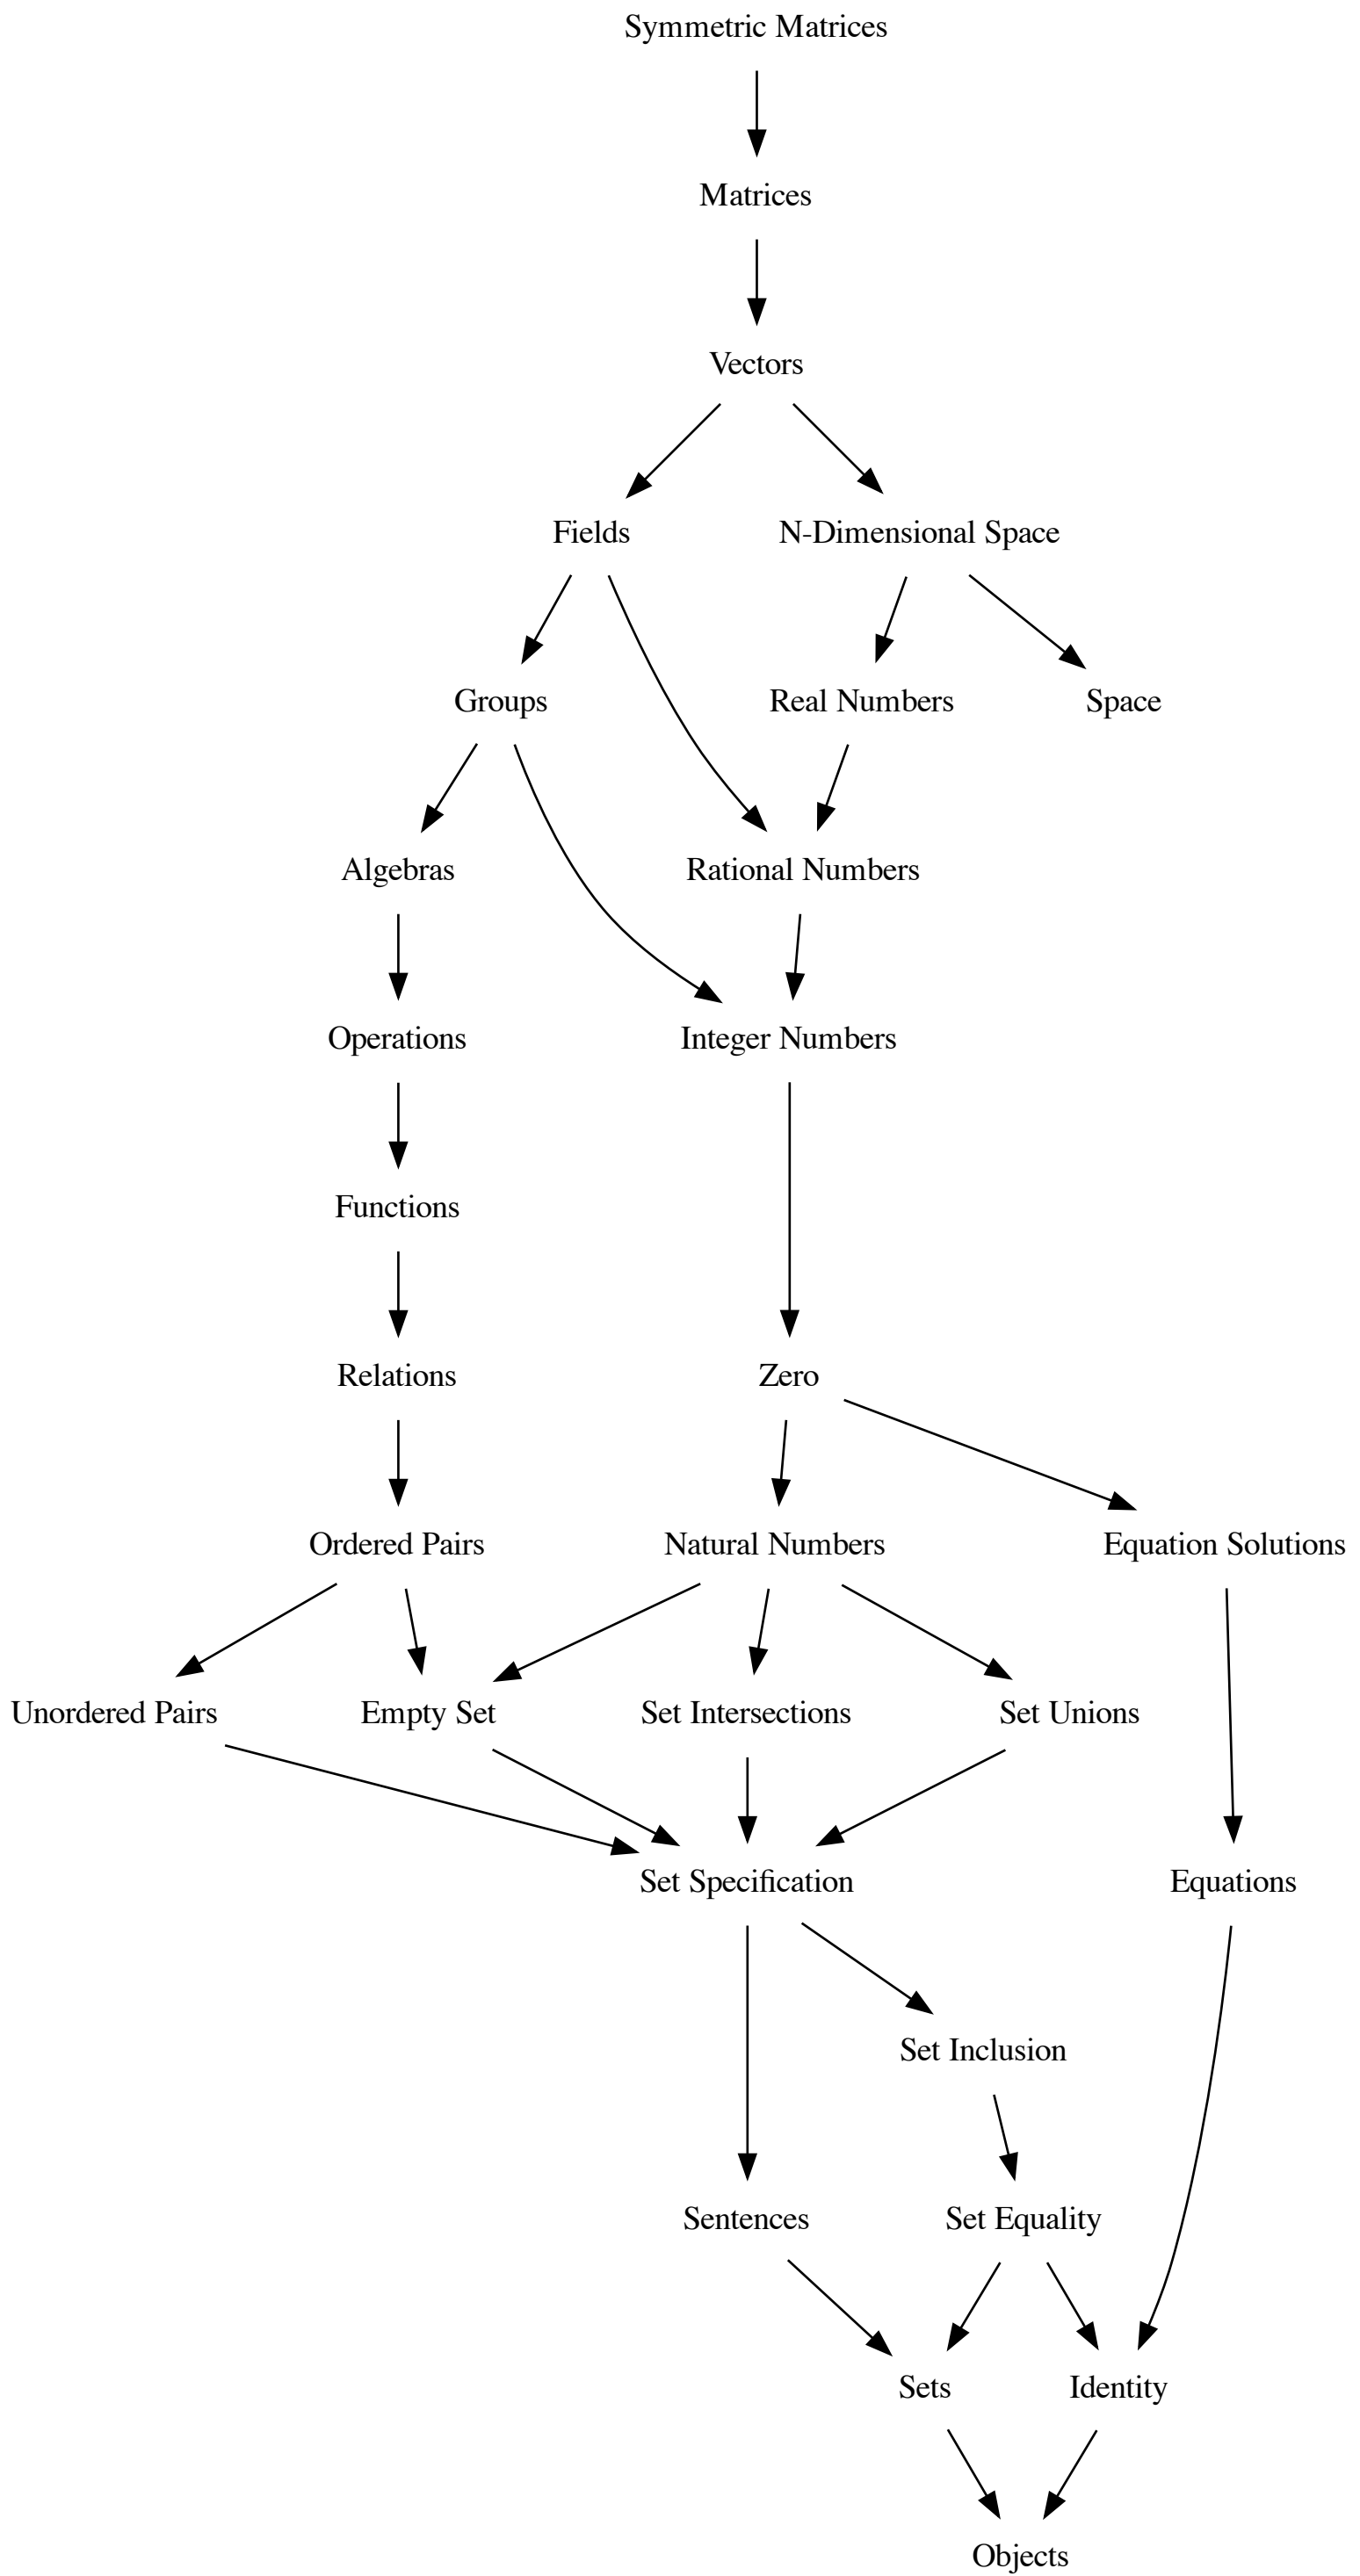 Symmetric Matrices
Matrices
Vectors
Fields
N-Dimensional Space
Groups
Real Numbers
Space
Algebras
Rational Numbers
Operations
Integer Numbers
Functions
Relations
Zero
Ordered Pairs
Natural Numbers
Equation Solutions
Unordered Pairs
Empty Set
Set Intersections
Set Unions
Set Specification
Equations
Set Inclusion
Sentences
Set Equality
Sets
Identity
Objects